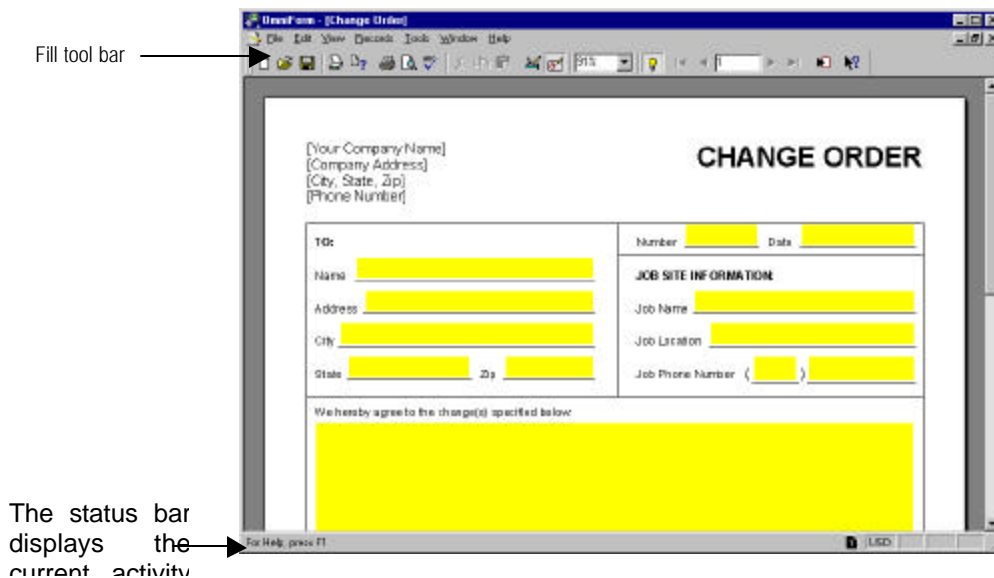 OmniForm - [Change Order]
File Edit View Records Tools Window Help
Fill tool bar
91%
1
[Your Company Name]
[Company Address]
[City, State, Zip]
[Phone Number]
CHANGE ORDER
TO:
Number Date
Name
JOB SITE INFORMATION:
Address
Job Name
City
Job Location
State Zip
Job Phone Number ( )
We hereby agree to the change(s) specified below:
For Help, press F1
USD
The status bar
displays the
current activity